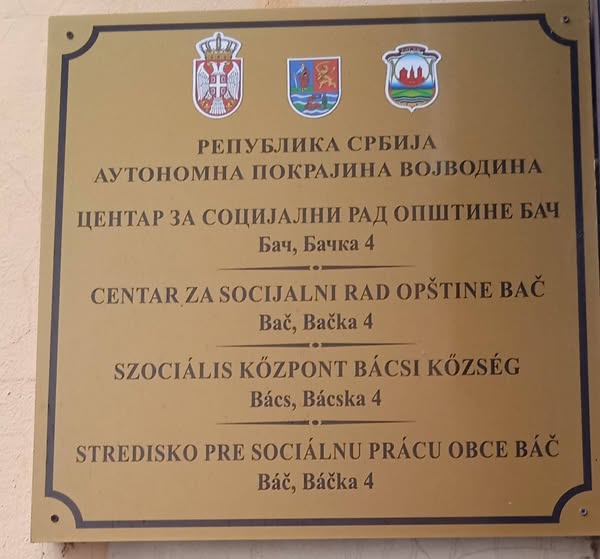 РЕПУБЛИКА СРБИЈА
АУТОНОМНА ПОКРАЈИНА ВОЈВОДИНА
ЦЕНТАР ЗА СОЦИЈАЛНИ РАД ОПШТИНЕ БАЧ
Бач, Бачка 4
CENTAR ZA SOCIJALNI RAD OPŠTINE BAČ
Bač, Bačka 4
SZOCIÁLIS KŐZPONT BÁCSI KŐZSÉG
Bács, Bácska 4
STREDISKO PRE SOCIÁLNU PRÁCU OBCE BÁČ
Báč, Báčka 4